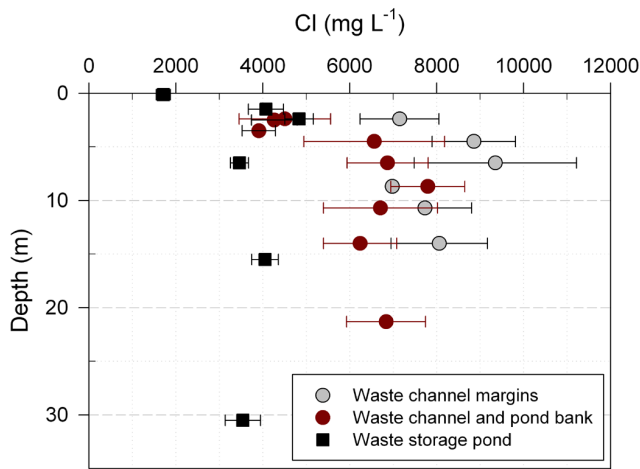 Cl (mg L⁻¹)
0 2000 4000 6000 8000 10000 12000
0
10
20
30
Depth (m)
Waste channel margins
Waste channel and pond bank
Waste storage pond